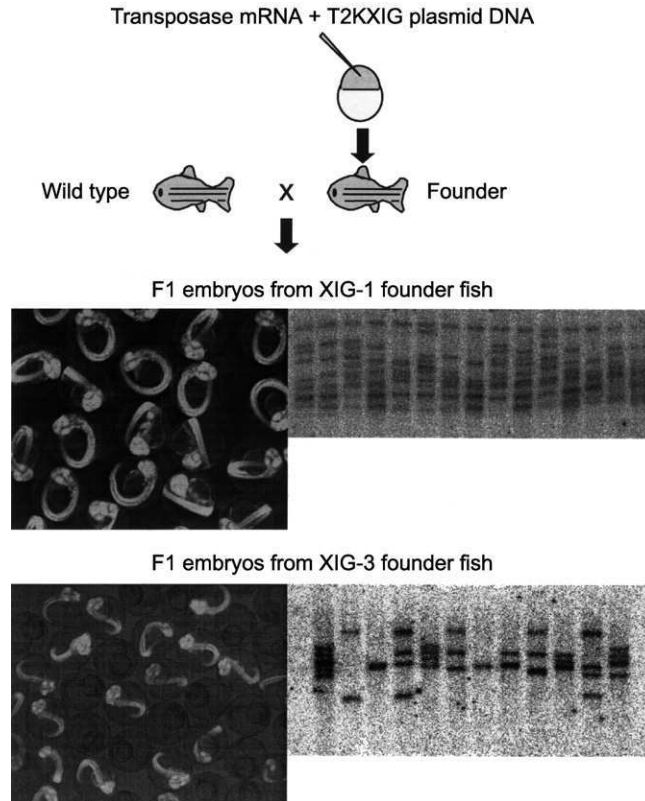 Transposase mRNA + T2KXIG plasmid DNA
Wild type X Founder
F1 embryos from XIG-1 founder fish
F1 embryos from XIG-3 founder fish